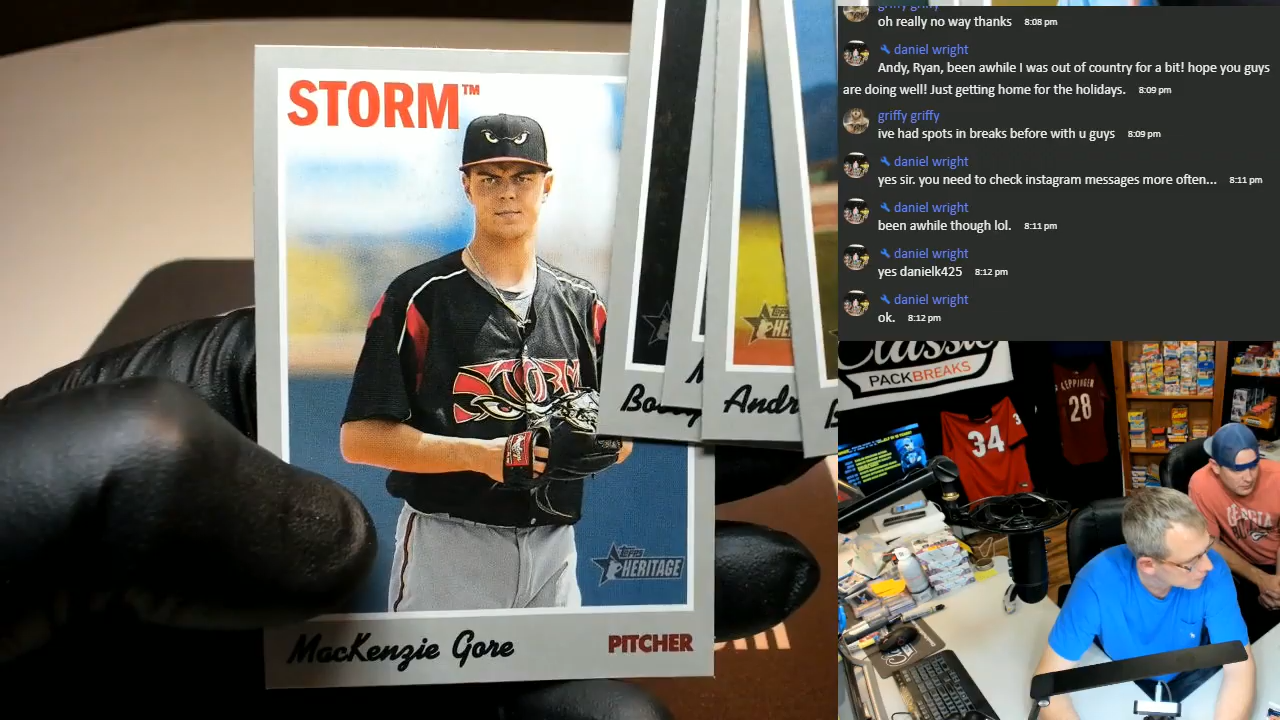 STORM™
TOPPS
HERITAGE
MacKenzie Gore
PITCHER
Andr
oh really no way thanks 8:08 pm
daniel wright
Andy, Ryan, been awhile I was out of country for a bit! hope you guys
are doing well! Just getting home for the holidays. 8:09 pm
griffy griffy
ive had spots in breaks before with u guys 8:09 pm
daniel wright
yes sir. you need to check instagram messages more often... 8:11 pm
daniel wright
been awhile though lol. 8:11 pm
daniel wright
yes danielk425 8:12 pm
daniel wright
ok. 8:12 pm
Classic
PACKBREAKS
LEPPINGER
28
34